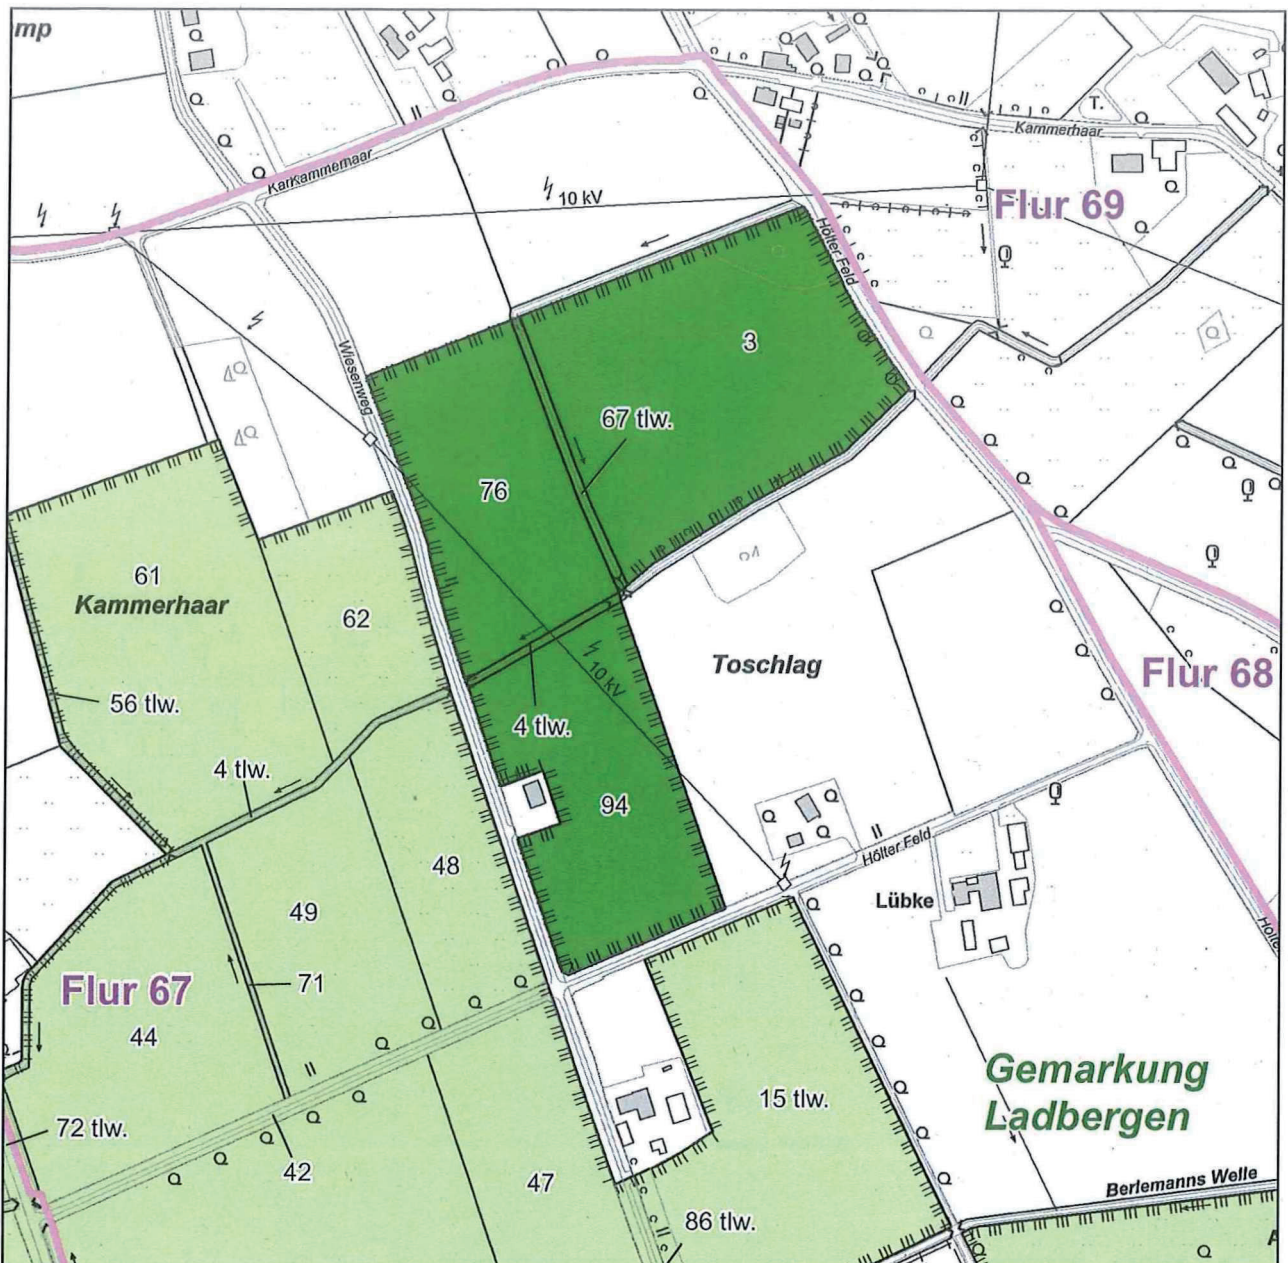 mp
Kammerhaar
T.
Kammerhaar
10 kV
Flur 69
Hölter Feld
3
Wiesenweg
67 tlw.
76
61
Kammerhaar
62
Toschlag
Flur 68
10 kV
56 tlw.
4 tlw.
4 tlw.
94
48
Hölter Feld
Lübke
49
Flur 67
71
44
Gemarkung
Ladbergen
15 tlw.
72 tlw.
42
47
Berlemanns Welle
86 tlw.